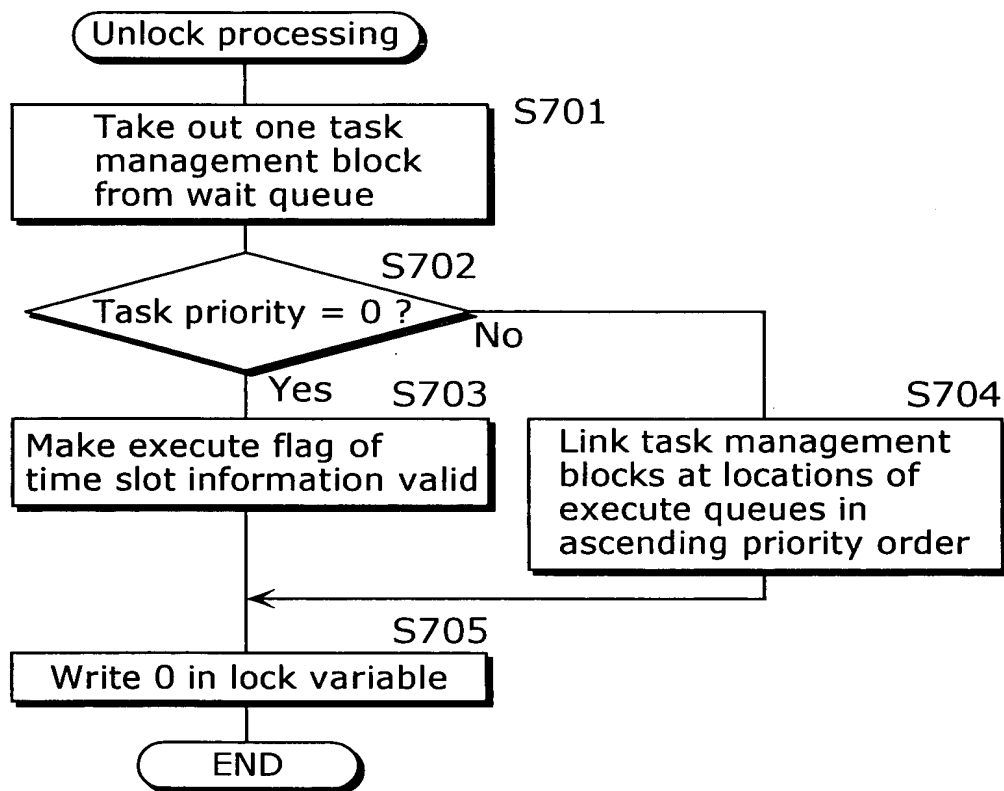 Unlock processing
S701
Take out one task
management block
from wait queue
S702
Task priority = 0 ?
No
Yes
S703
Make execute flag of
time slot information valid
S704
Link task management
blocks at locations of
execute queues in
ascending priority order
S705
Write 0 in lock variable
END